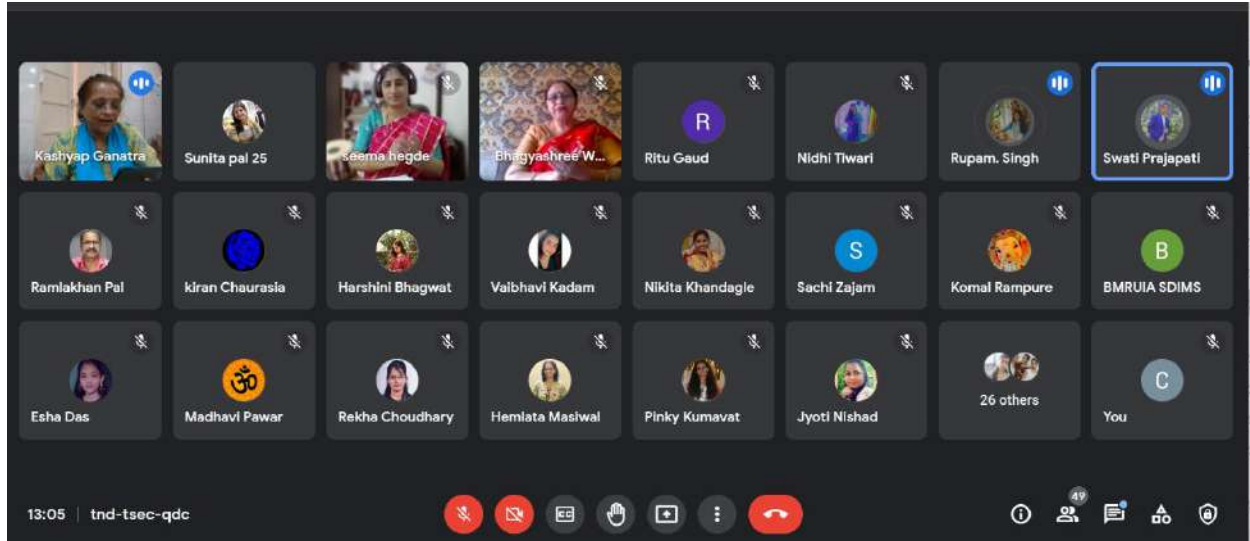 Kashyap Ganatra
Sunita pal 25
seema hegde
Bhagyashree W...
R
Ritu Gaud
Nidhi Tiwari
Rupam. Singh
Swati Prajapati
Ramlakhan Pal
kiran Chaurasia
Harshini Bhagwat
Vaibhavi Kadam
Nikita Khandagle
S
Sachi Zajam
Komal Rampure
B
BMRUIA SDIMS
Esha Das
ॐ
Madhavi Pawar
Rekha Choudhary
Hemlata Masiwal
Pinky Kumavat
Jyoti Nishad
26 others
C
You
13:05 | tnd-tsec-qdc
CC
49